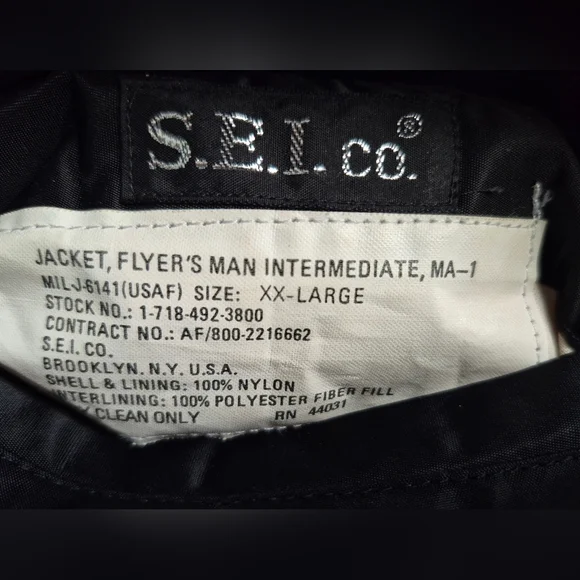 S.E.I. CO.®
JACKET, FLYER'S MAN INTERMEDIATE, MA-1
MIL-J-6141(USAF) SIZE: XX-LARGE
STOCK NO.: 1-718-492-3800
CONTRACT NO.: AF/800-2216662
S.E.I. CO.
BROOKLYN. N.Y. U.S.A.
SHELL & LINING: 100% NYLON
INTERLINING: 100% POLYESTER FIBER FILL
CLEAN ONLY RN 44031